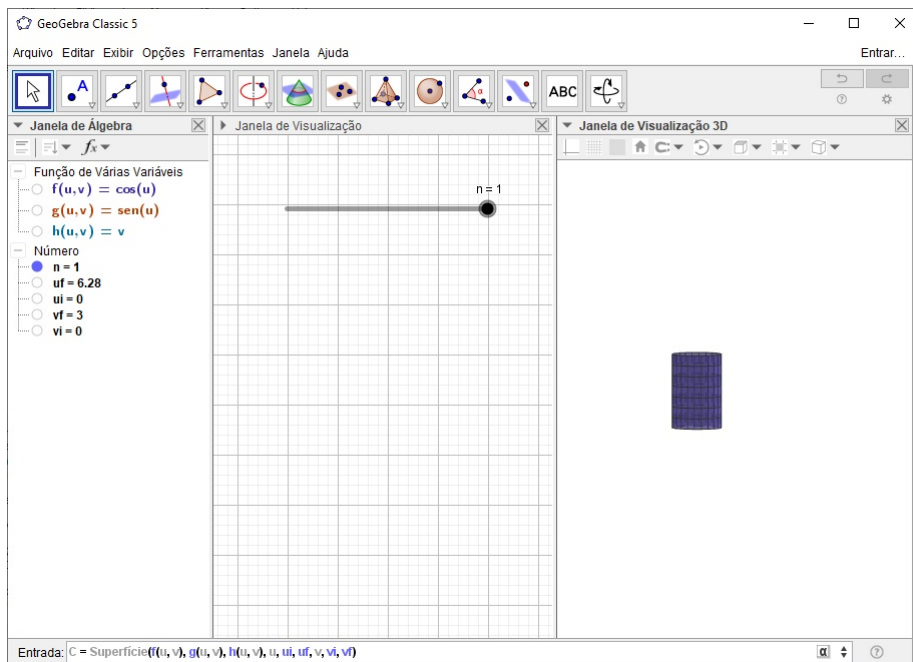 GeoGebra Classic 5
Arquivo Editar Exibir Opções Ferramentas Janela Ajuda
Entrar...
A
α
ABC
Janela de Álgebra
Janela de Visualização
Janela de Visualização 3D
fx
Função de Várias Variáveis
f(u,v) = cos(u)
g(u,v) = sen(u)
h(u,v) = v
Número
n = 1
uf = 6.28
ui = 0
vf = 3
vi = 0
n = 1
Entrada: C = Superfície(f(u, v), g(u, v), h(u, v), u, ui, uf, v, vi, vf)
α